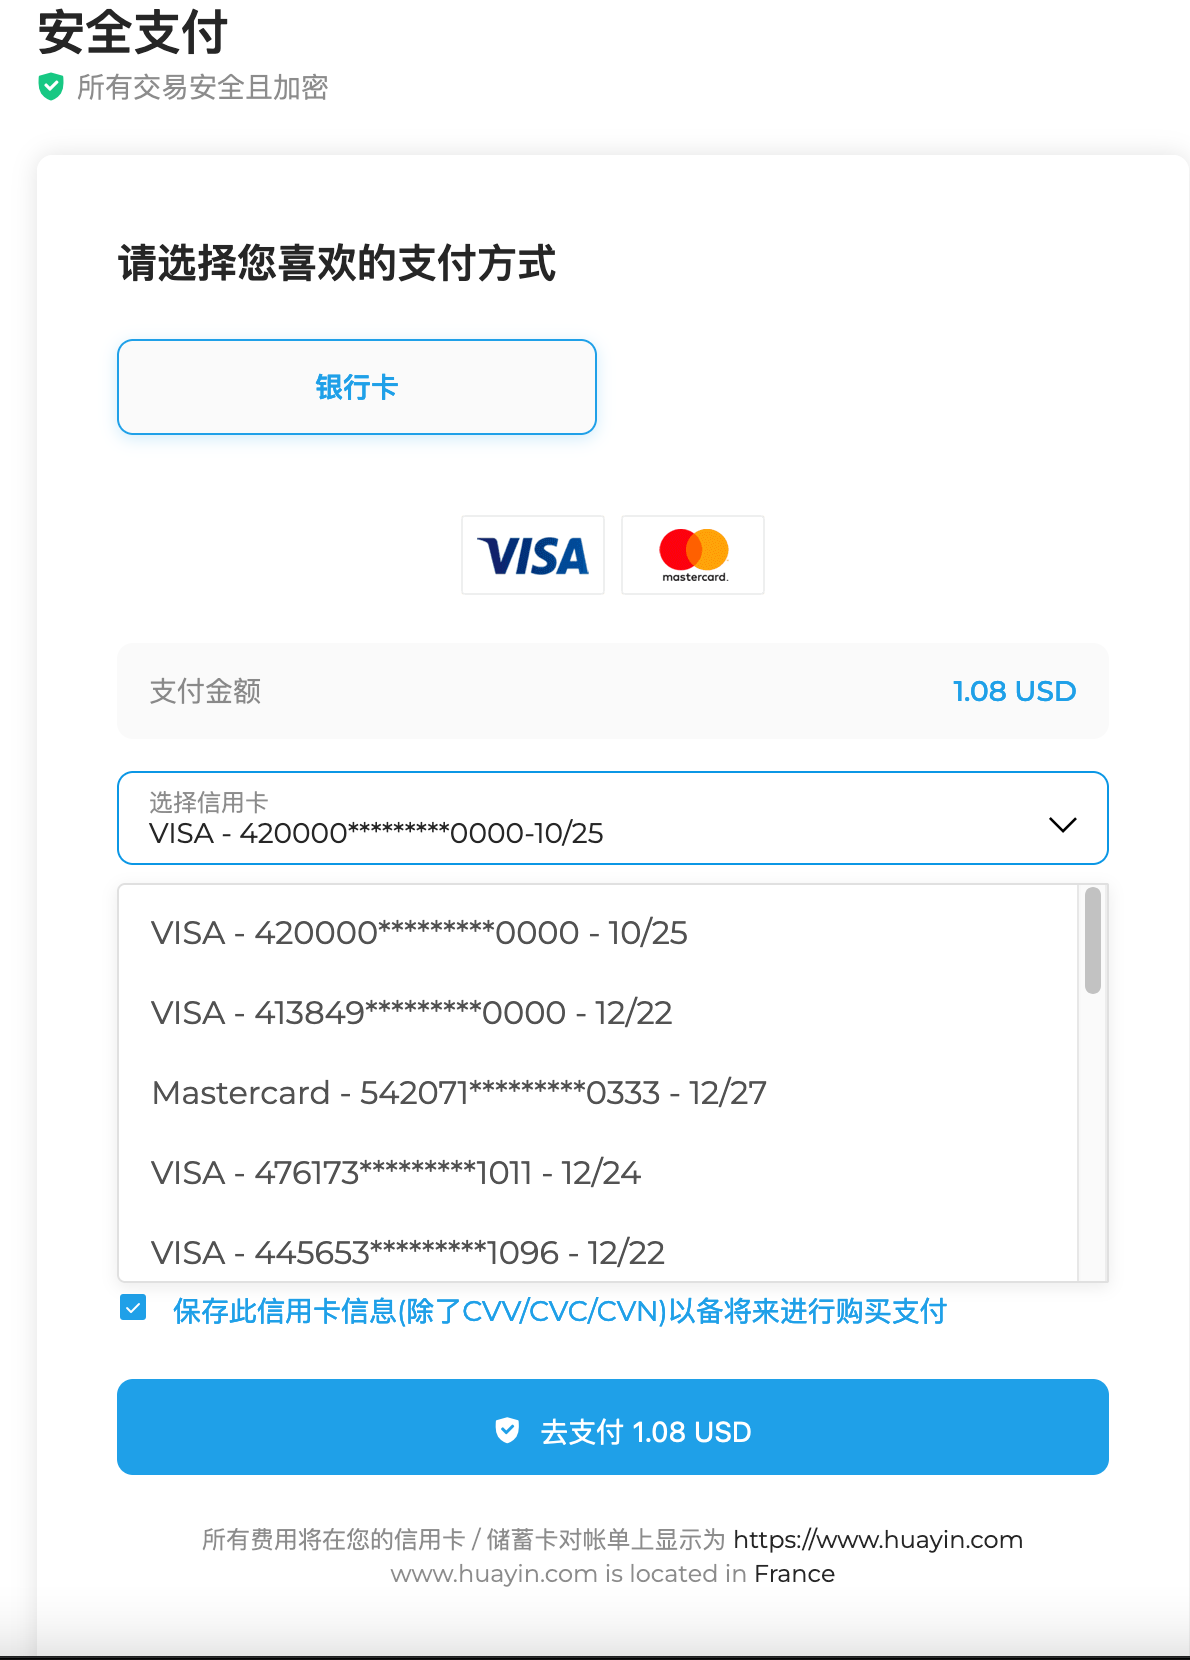 安全支付
所有交易安全且加密
请选择您喜欢的支付方式
银行卡
VISA
mastercard.
支付金额 1.08 USD
选择信用卡
VISA - 420000*********0000-10/25
VISA - 420000*********0000 - 10/25
VISA - 413849*********0000 - 12/22
Mastercard - 542071*********0333 - 12/27
VISA - 476173*********1011 - 12/24
VISA - 445653*********1096 - 12/22
保存此信用卡信息(除了CVV/CVC/CVN)以备将来进行购买支付
去支付 1.08 USD
所有费用将在您的信用卡 / 储蓄卡对帐单上显示为 https://www.huayin.com
www.huayin.com is located in France